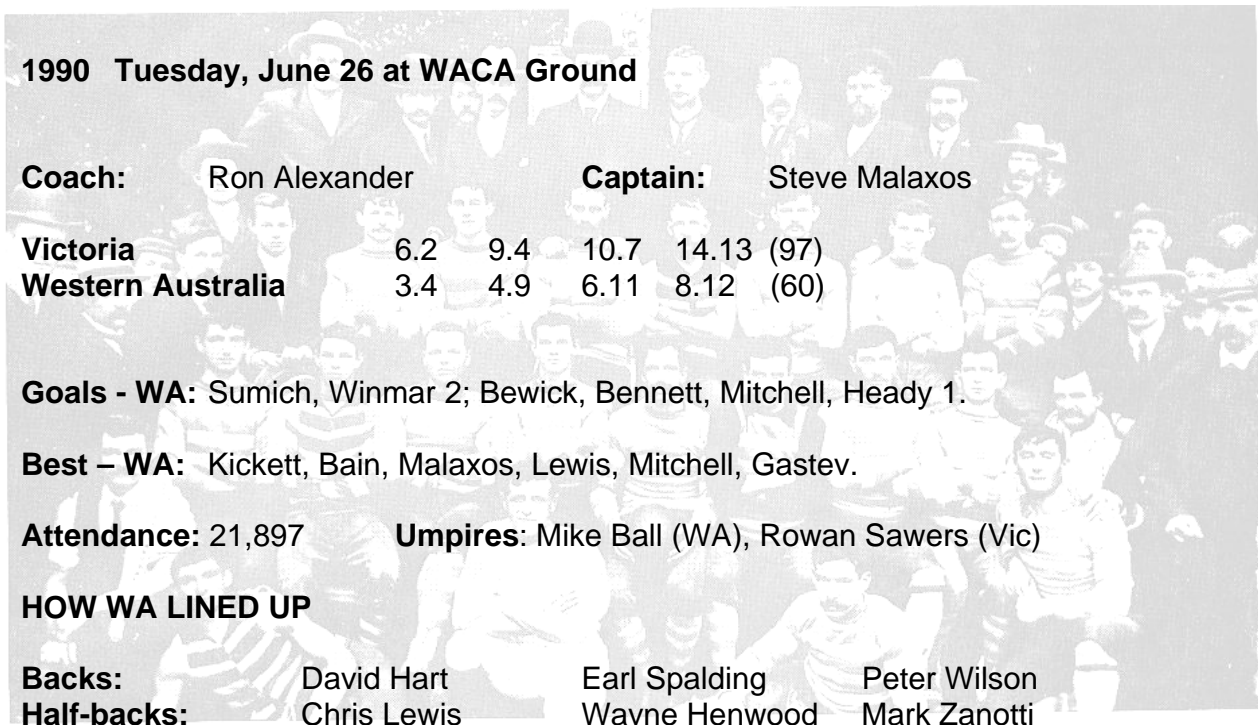 1990 Tuesday, June 26 at WACA Ground
Coach: Ron Alexander Captain: Steve Malaxos
Victoria 6.2 9.4 10.7 14.13 (97)
Western Australia 3.4 4.9 6.11 8.12 (60)
Goals - WA: Sumich, Winmar 2; Bewick, Bennett, Mitchell, Heady 1.
Best – WA: Kickett, Bain, Malaxos, Lewis, Mitchell, Gastev.
Attendance: 21,897 Umpires: Mike Ball (WA), Rowan Sawers (Vic)
HOW WA LINED UP
Backs: David Hart Earl Spalding Peter Wilson
Half-backs: Chris Lewis Wayne Henwood Mark Zanotti